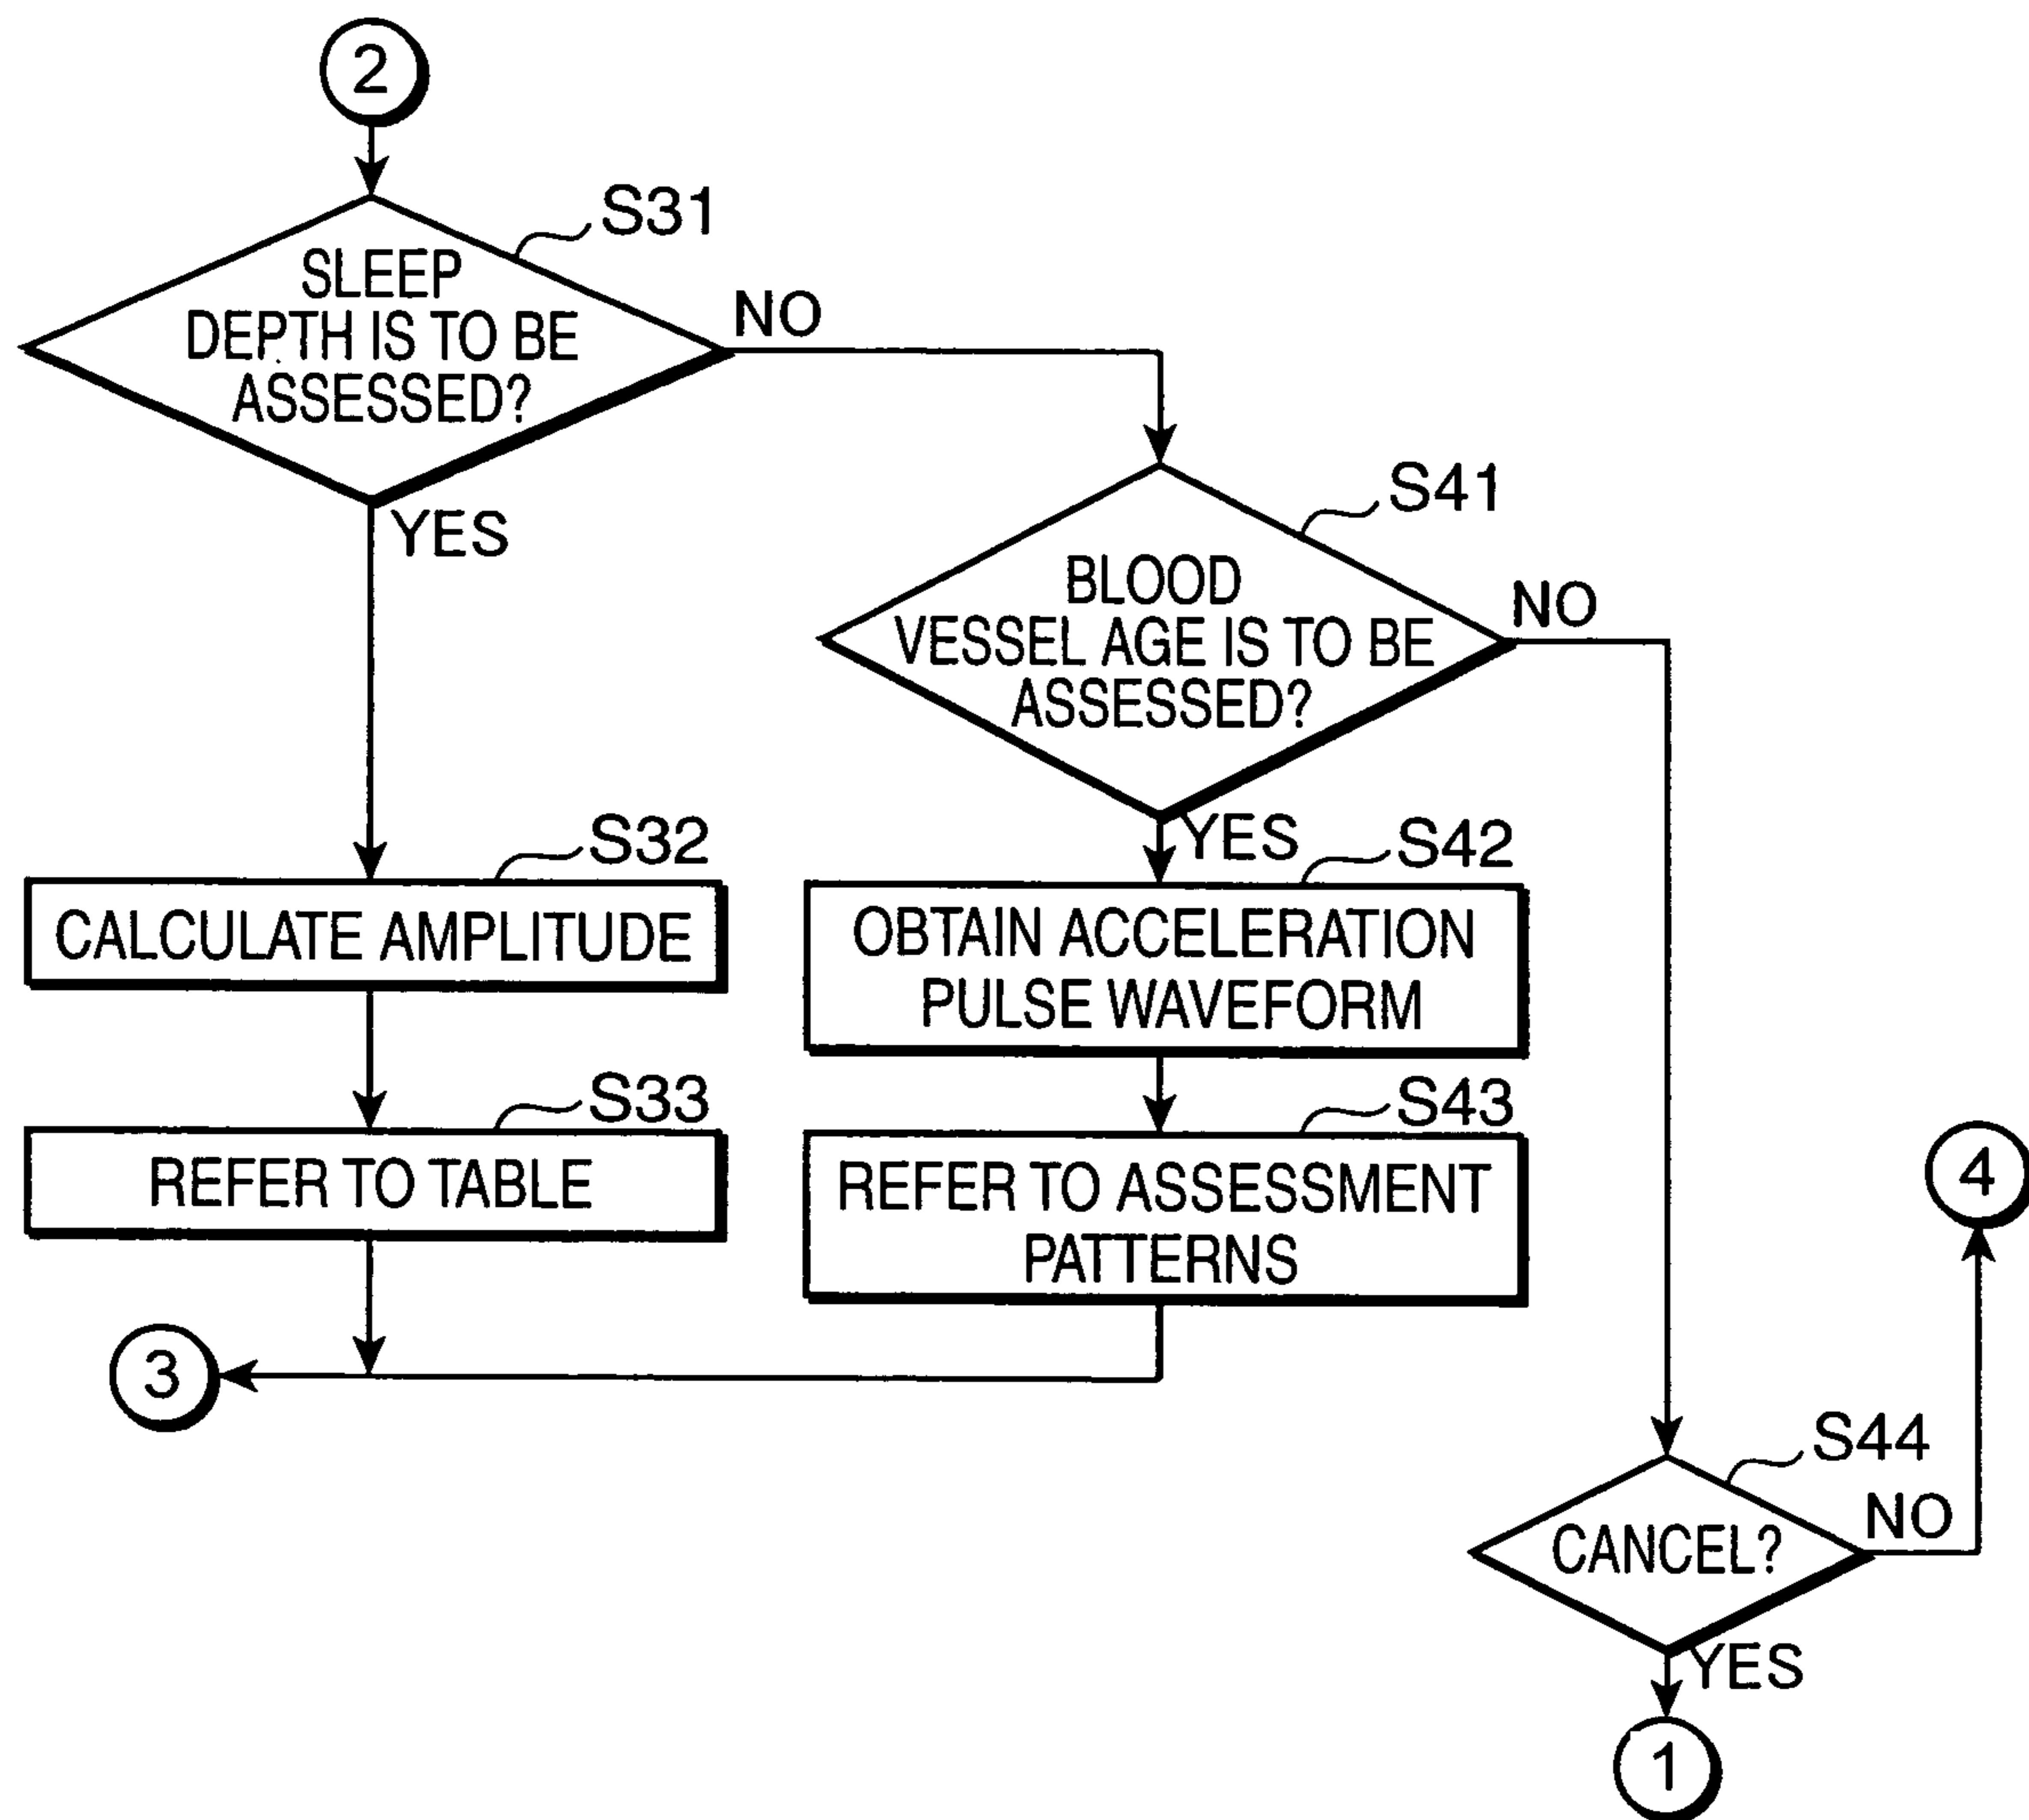 2
S31
SLEEP
DEPTH IS TO BE
ASSESSED?
NO
YES
S41
BLOOD
VESSEL AGE IS TO BE
ASSESSED?
NO
YES
S32
CALCULATE AMPLITUDE
S42
OBTAIN ACCELERATION
PULSE WAVEFORM
S33
REFER TO TABLE
S43
REFER TO ASSESSMENT
PATTERNS
4
3
S44
CANCEL?
NO
YES
1